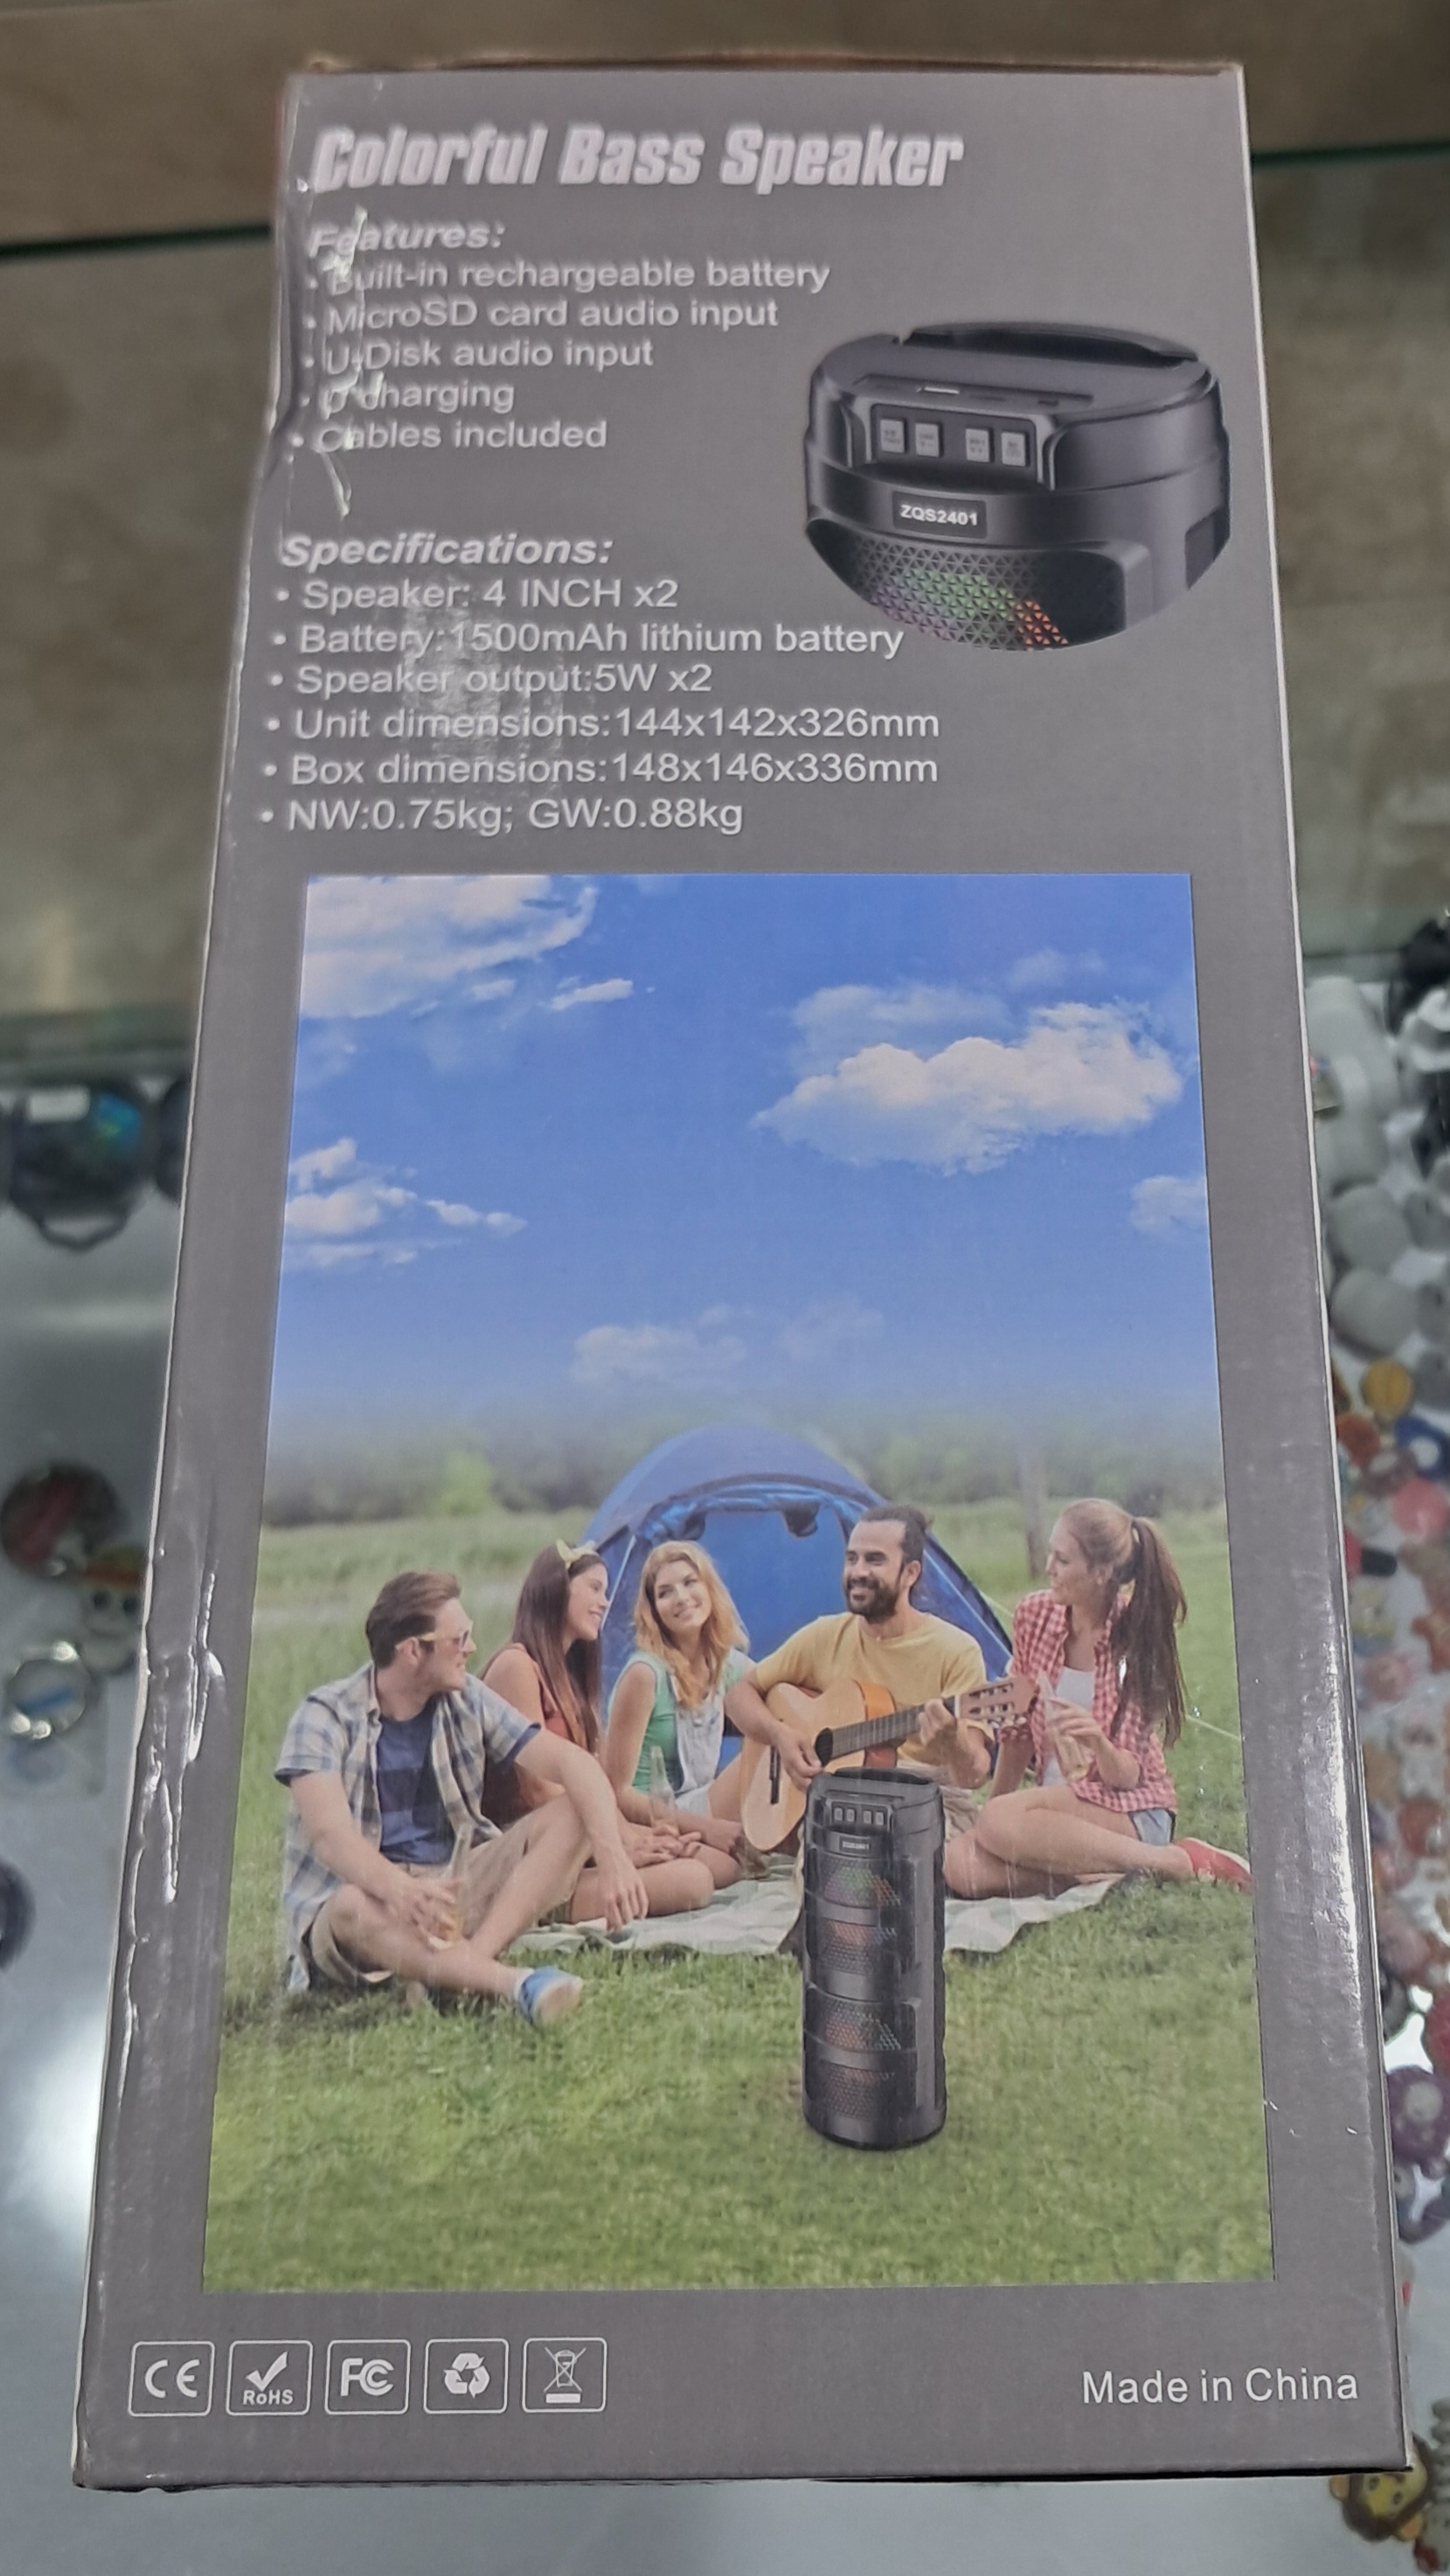 Colorful Bass Speaker
Features:
• Built-in rechargeable battery
• MicroSD card audio input
• U-Disk audio input
• charging
• Cables included
ZQS2401
Specifications:
• Speaker: 4 INCH x2
• Battery:1500mAh lithium battery
• Speaker output:5W x2
• Unit dimensions:144x142x326mm
• Box dimensions:148x146x336mm
• NW:0.75kg; GW:0.88kg
CE RoHS FC
Made in China